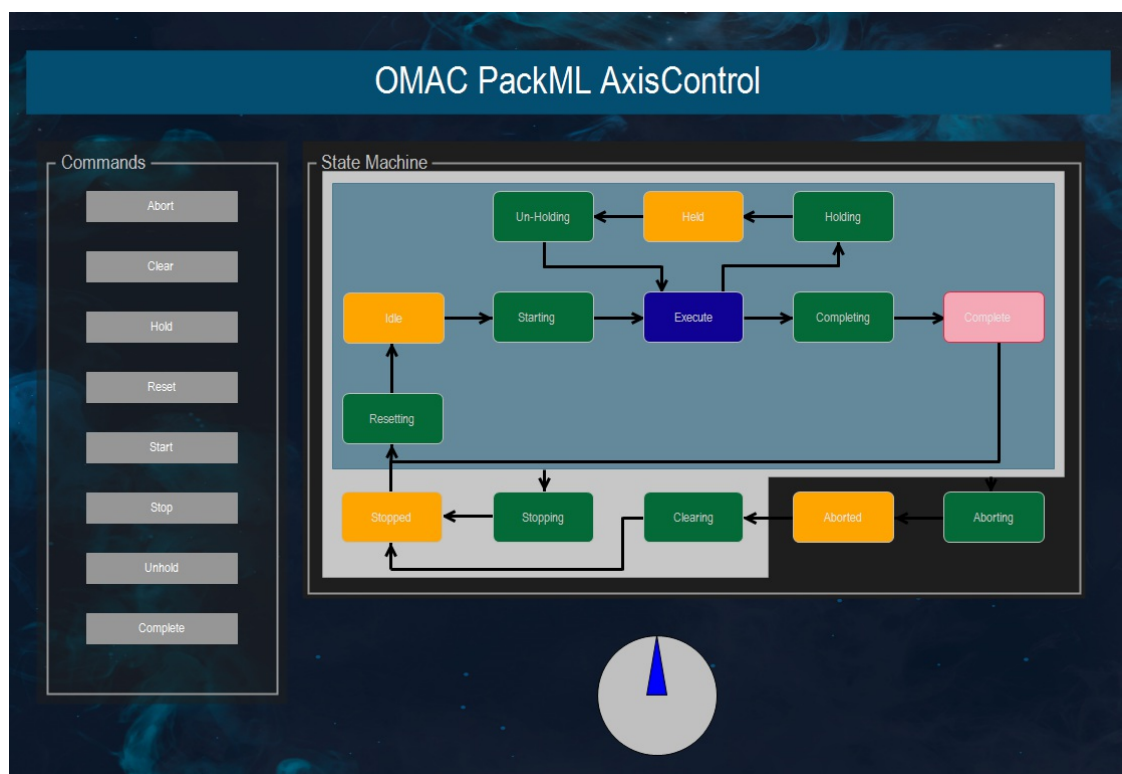 OMAC PackML AxisControl
Commands
Abort
Clear
Hold
Reset
Start
Stop
Unhold
Complete
State Machine
Un-Holding
Held
Holding
Idle
Starting
Execute
Completing
Complete
Resetting
Stopped
Stopping
Clearing
Aborted
Aborting